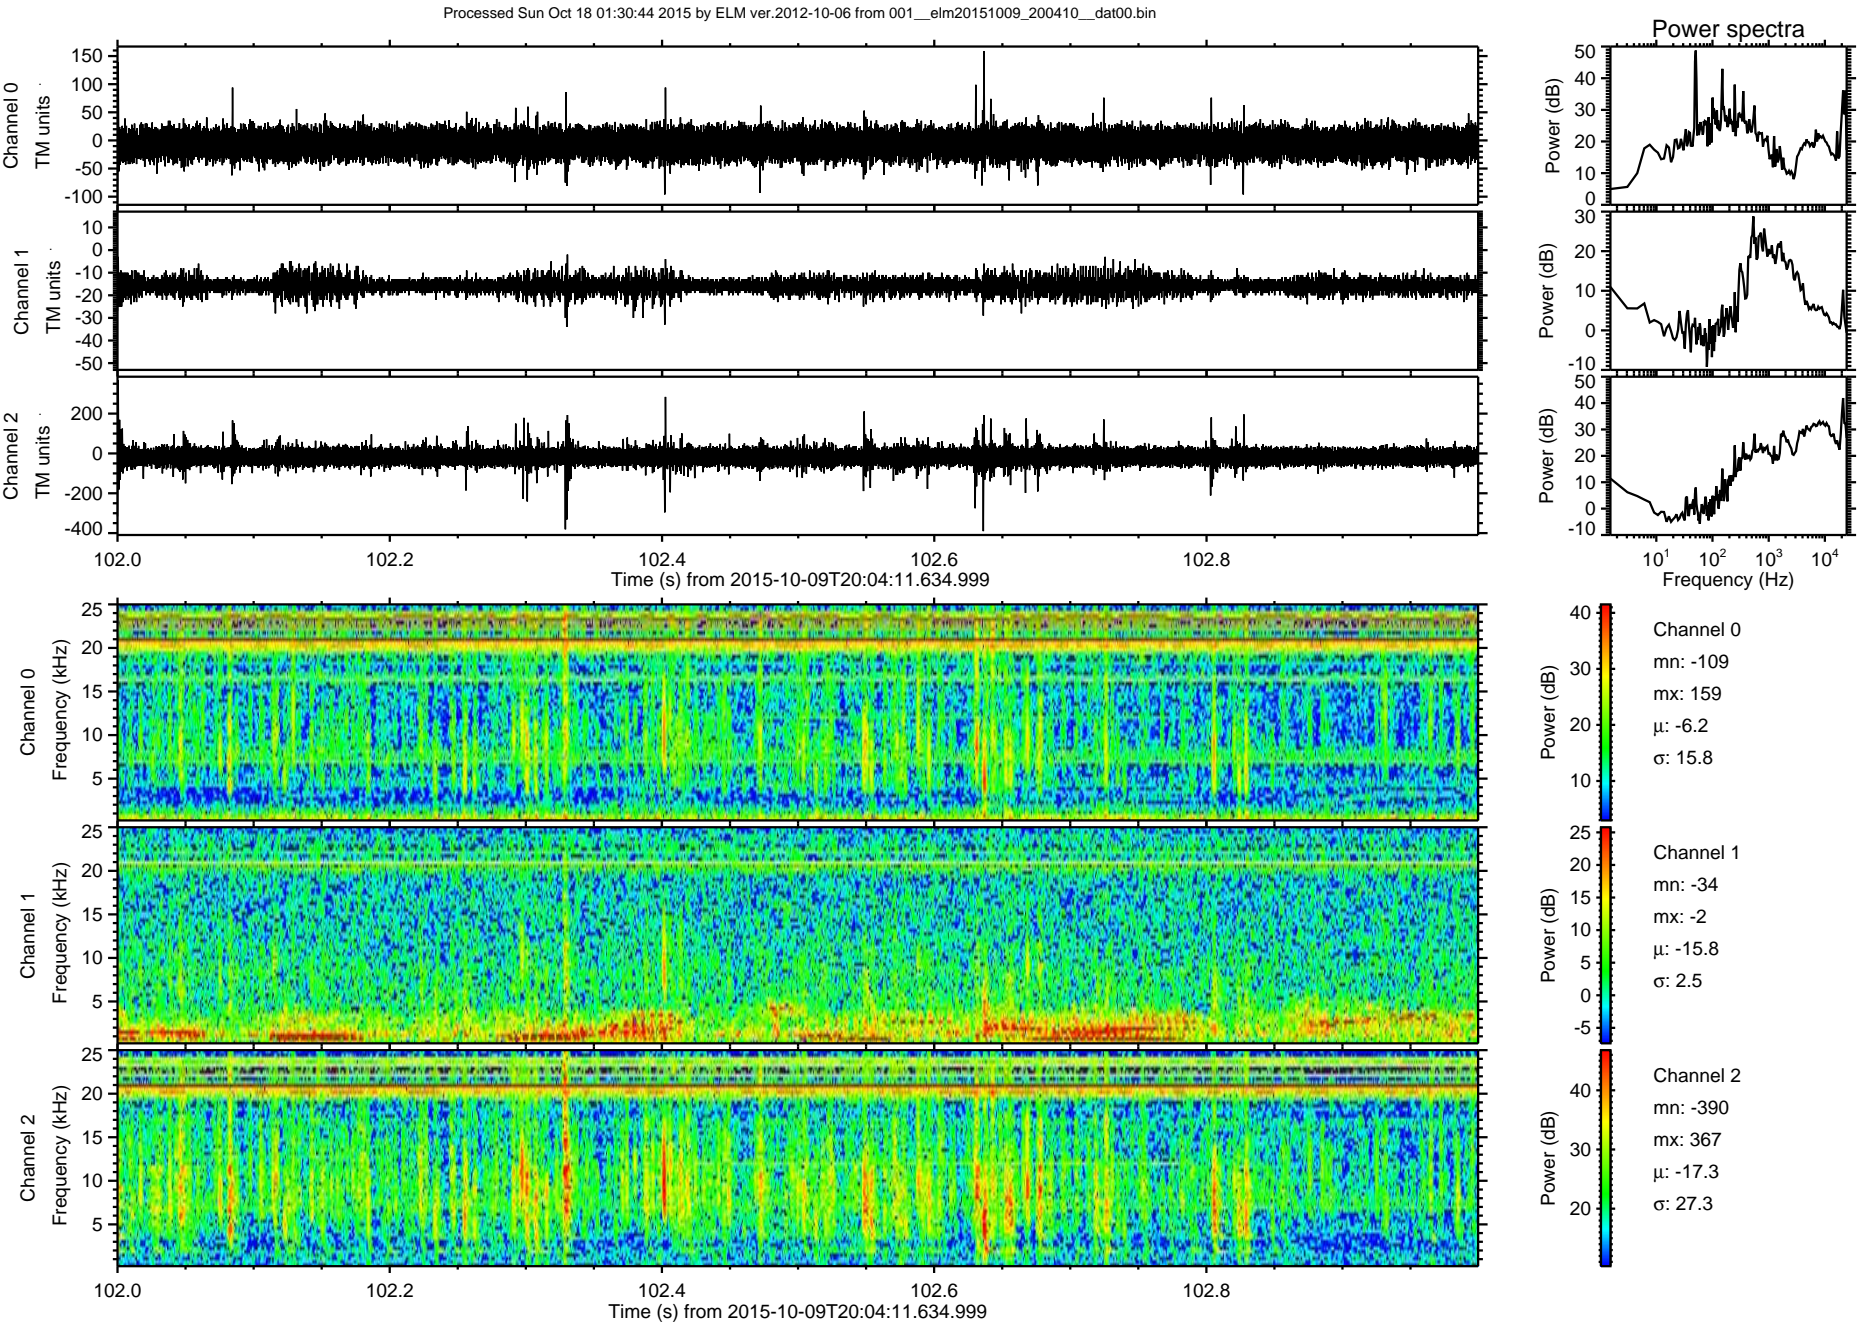 Processed Sun Oct 18 01:30:44 2015 by ELM ver.2012-10-06 from 001__elm20151009_200410__dat00.bin
Power spectra
Channel 0
TM units
150
100
50
0
-50
-100
Power (dB)
50
40
30
20
10
0
Channel 1
TM units
10
0
-10
-20
-30
-40
-50
Power (dB)
30
20
10
0
-10
Channel 2
TM units
200
0
-200
-400
Power (dB)
50
40
30
20
10
0
-10
102.0 102.2 102.4 102.6 102.8
Time (s) from 2015-10-09T20:04:11.634.999
10¹ 10² 10³ 10⁴
Frequency (Hz)
Channel 0
Frequency (kHz)
25
20
15
10
5
Power (dB)
40
30
20
10
Channel 0
mn: -109
mx: 159
μ: -6.2
σ: 15.8
Channel 1
Frequency (kHz)
25
20
15
10
5
Power (dB)
25
20
15
10
5
0
-5
Channel 1
mn: -34
mx: -2
μ: -15.8
σ: 2.5
Channel 2
Frequency (kHz)
25
20
15
10
5
Power (dB)
40
30
20
Channel 2
mn: -390
mx: 367
μ: -17.3
σ: 27.3
102.0 102.2 102.4 102.6 102.8
Time (s) from 2015-10-09T20:04:11.634.999